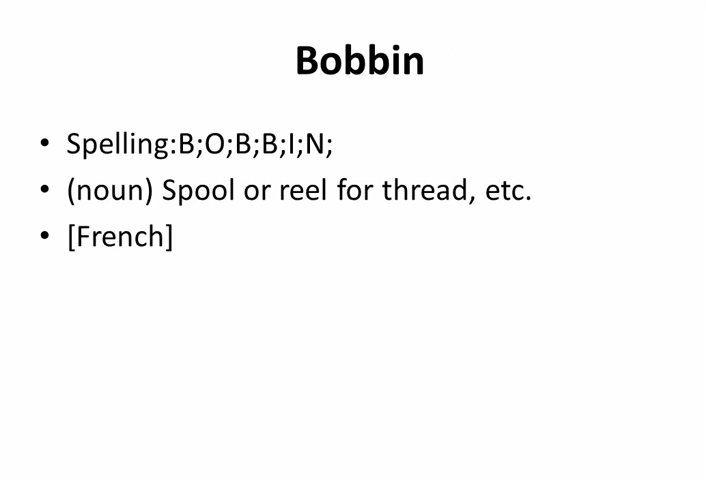 Bobbin
• Spelling:B;O;B;B;I;N;
• (noun) Spool or reel for thread, etc.
• [French]